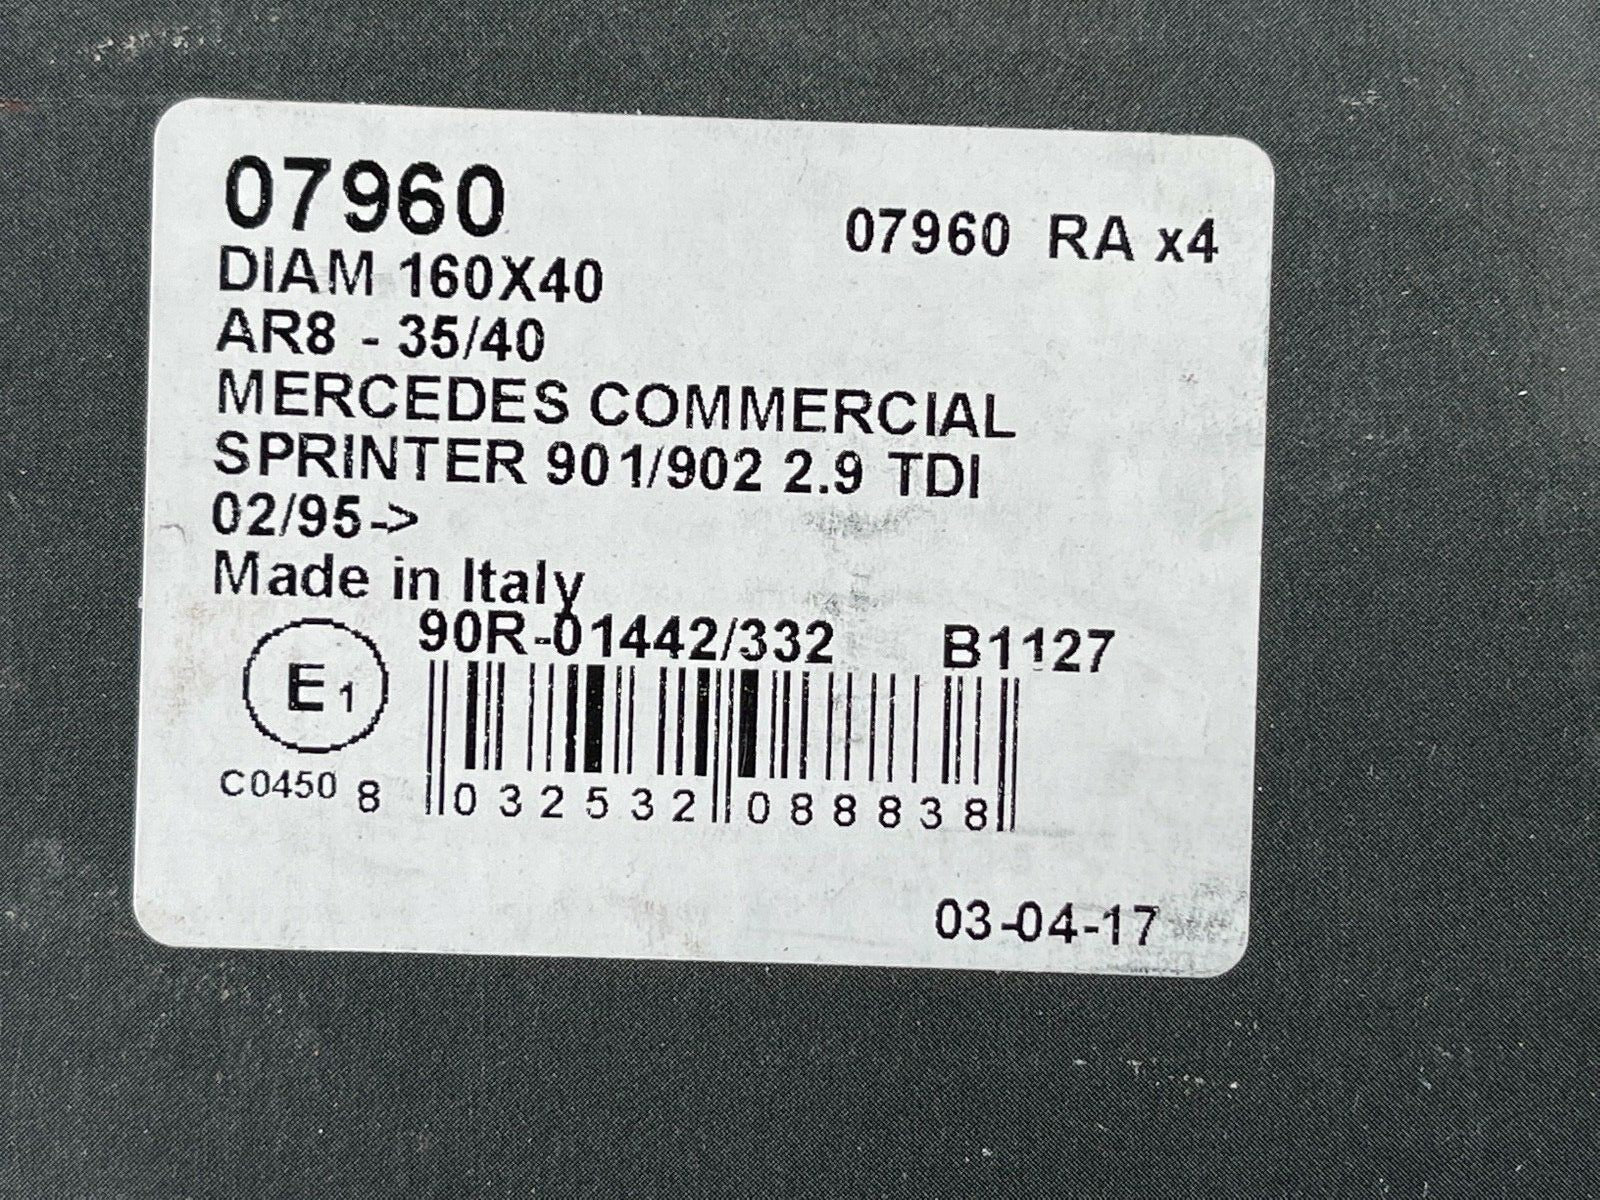 07960
07960 RA x4
DIAM 160X40
AR8 - 35/40
MERCEDES COMMERCIAL
SPRINTER 901/902 2.9 TDI
02/95->
Made in Italy
90R-01442/332 B1127
E1
C0450
8 032532 088838
03-04-17